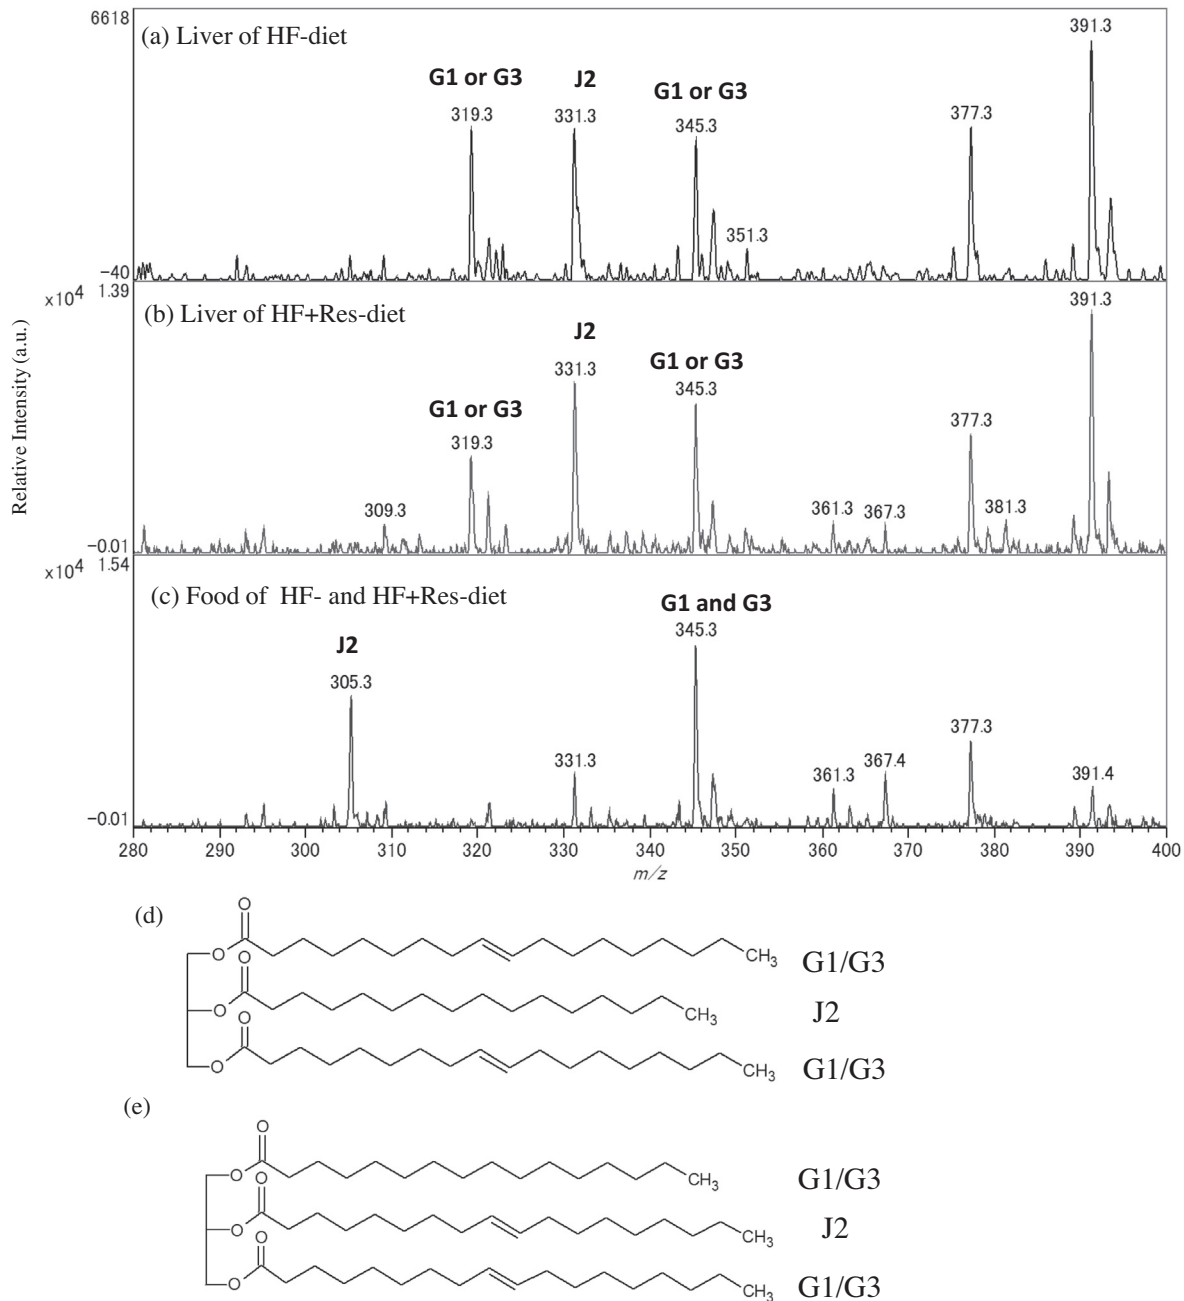 6618
(a) Liver of HF-diet
391.3
G1 or G3
J2
G1 or G3
319.3
331.3
345.3
377.3
351.3
−40
x10⁴ 1.39
(b) Liver of HF+Res-diet
391.3
J2
331.3
G1 or G3
345.3
G1 or G3
319.3
377.3
309.3
361.3
367.3
381.3
−0.01
x10⁴ 1.54
(c) Food of HF- and HF+Res-diet
G1 and G3
345.3
J2
305.3
331.3
377.3
361.3
367.4
391.4
−0.01
Relative Intensity (a.u.)
280 290 300 310 320 330 340 350 360 370 380 390 400
m/z
(d)
O
O
CH3
G1/G3
O
O
CH3
J2
O
O
CH3
G1/G3
(e)
O
O
CH3
G1/G3
O
O
CH3
J2
O
O
CH3
G1/G3